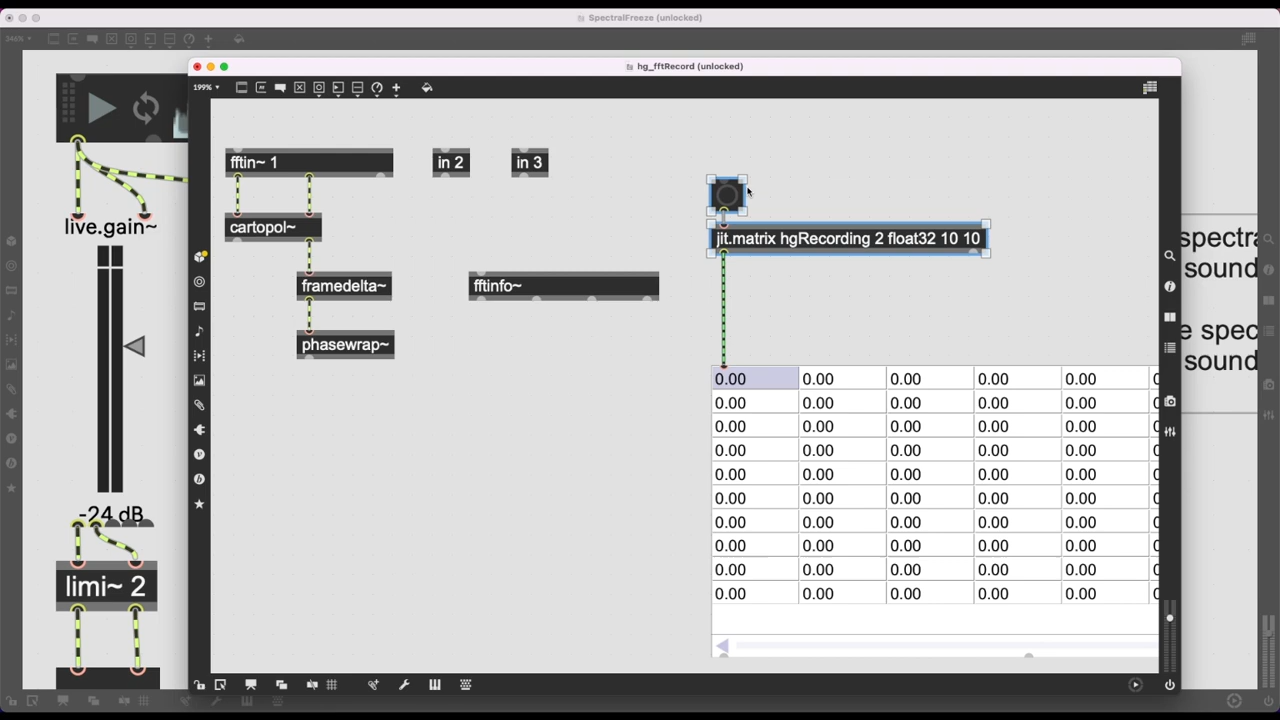 SpectralFreeze (unlocked)
346%
hg_fftRecord (unlocked)
199%
fftin~ 1
in 2
in 3
cartopol~
live.gain~
jit.matrix hgRecording 2 float32 10 10
spectra
sound
framedelta~
fftinfo~
e spec
sound
phasewrap~
0.00 0.00 0.00 0.00 0.00
0.00 0.00 0.00 0.00 0.00
0.00 0.00 0.00 0.00 0.00
0.00 0.00 0.00 0.00 0.00
0.00 0.00 0.00 0.00 0.00
0.00 0.00 0.00 0.00 0.00
0.00 0.00 0.00 0.00 0.00
0.00 0.00 0.00 0.00 0.00
0.00 0.00 0.00 0.00 0.00
0.00 0.00 0.00 0.00 0.00
-24 dB
limi~ 2